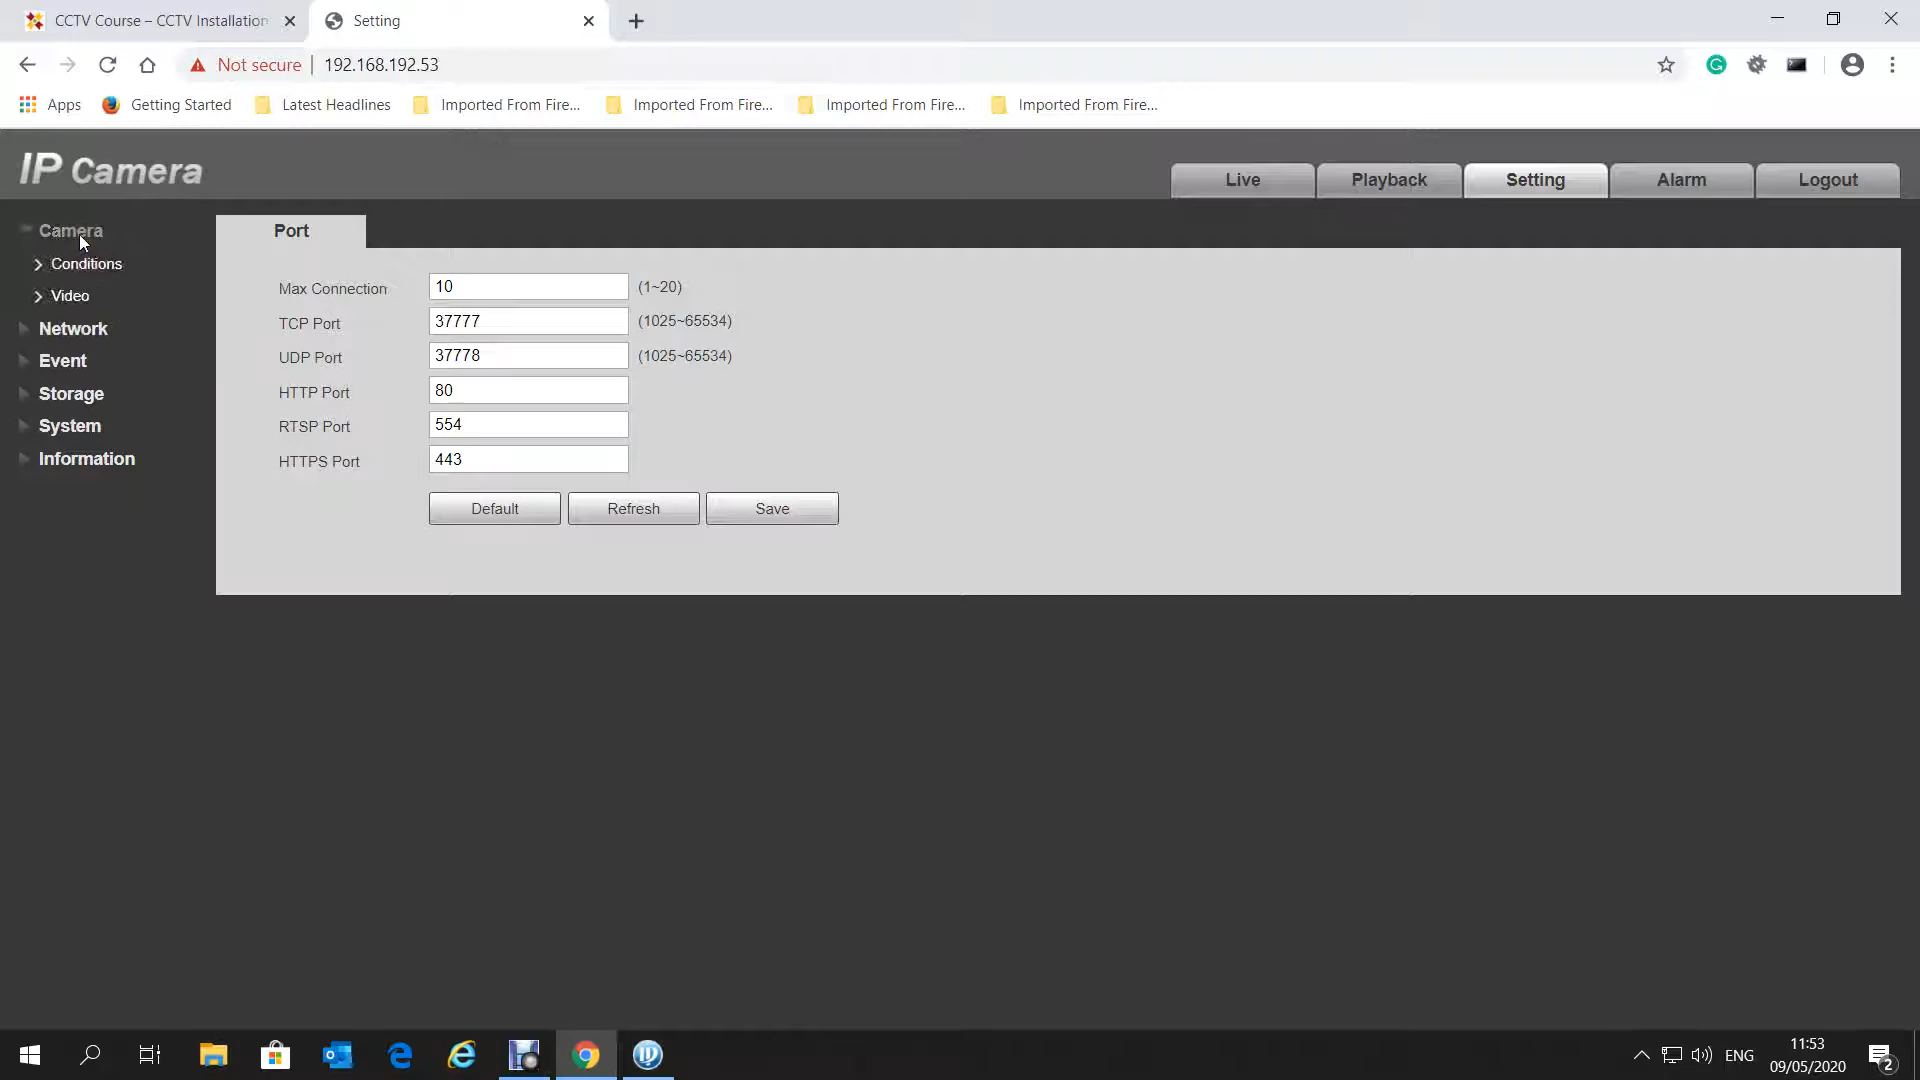 CCTV Course – CCTV Installation
Setting
Not secure
192.168.192.53
Apps
Getting Started
Latest Headlines
Imported From Fire...
Imported From Fire...
Imported From Fire...
Imported From Fire...
IP Camera
Live
Playback
Setting
Alarm
Logout
Camera
Conditions
Video
Network
Event
Storage
System
Information
Port
Max Connection 10 (1~20)
TCP Port 37777 (1025~65534)
UDP Port 37778 (1025~65534)
HTTP Port 80
RTSP Port 554
HTTPS Port 443
Default
Refresh
Save
ENG
11:53
09/05/2020
2